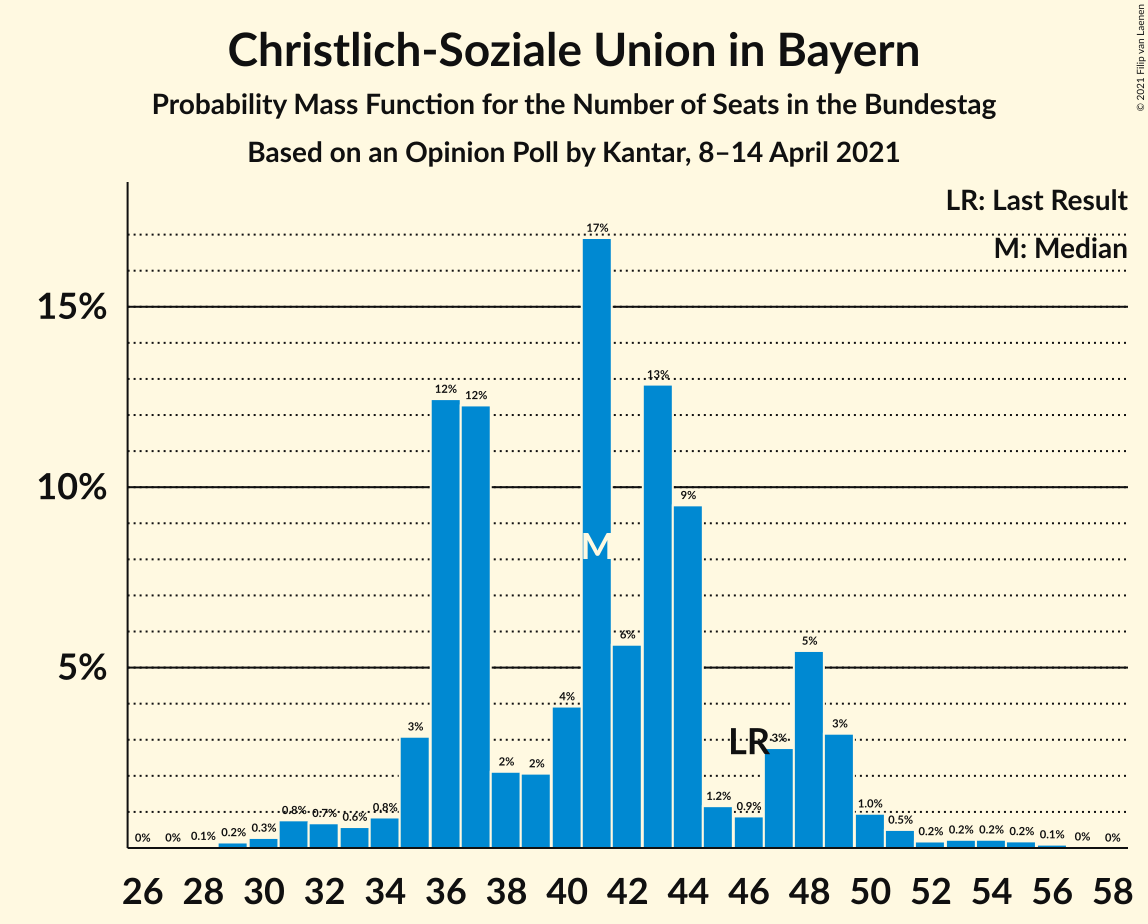 Christlich-Soziale Union in Bayern
Probability Mass Function for the Number of Seats in the Bundestag
Based on an Opinion Poll by Kantar, 8–14 April 2021
© 2021 Filip van Laenen
LR: Last Result
M: Median
15%
10%
5%
0% 0% 0.1% 0.2% 0.3% 0.8% 0.7% 0.6% 0.8% 3% 12% 12% 2% 2% 4% 17% 6% 13% 9% 1.2% 0.9% 3% 5% 3% 1.0% 0.5% 0.2% 0.2% 0.2% 0.2% 0.1% 0% 0%
M
LR
26 28 30 32 34 36 38 40 42 44 46 48 50 52 54 56 58